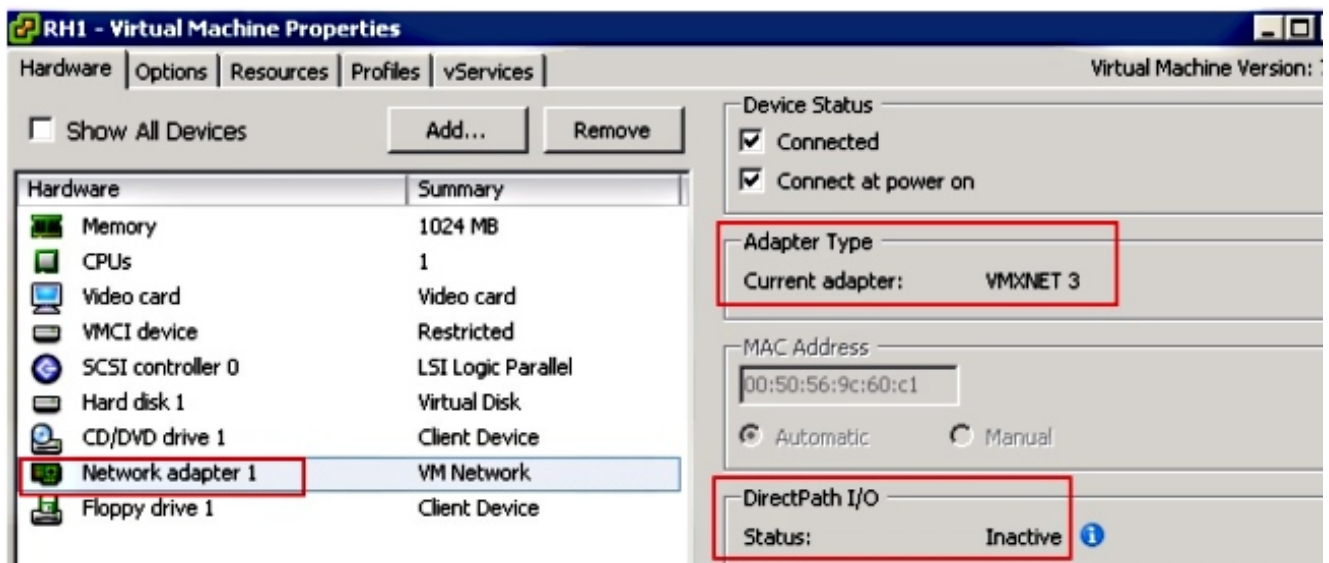 RH1 - Virtual Machine Properties
Hardware Options Resources Profiles vServices
Virtual Machine Version:
Show All Devices
Add...
Remove
Hardware Summary
Memory 1024 MB
CPUs 1
Video card Video card
VMCI device Restricted
SCSI controller 0 LSI Logic Parallel
Hard disk 1 Virtual Disk
CD/DVD drive 1 Client Device
Network adapter 1 VM Network
Floppy drive 1 Client Device
Device Status
Connected
Connect at power on
Adapter Type
Current adapter: VMXNET 3
MAC Address
00:50:56:9c:60:c1
Automatic Manual
DirectPath I/O
Status: Inactive